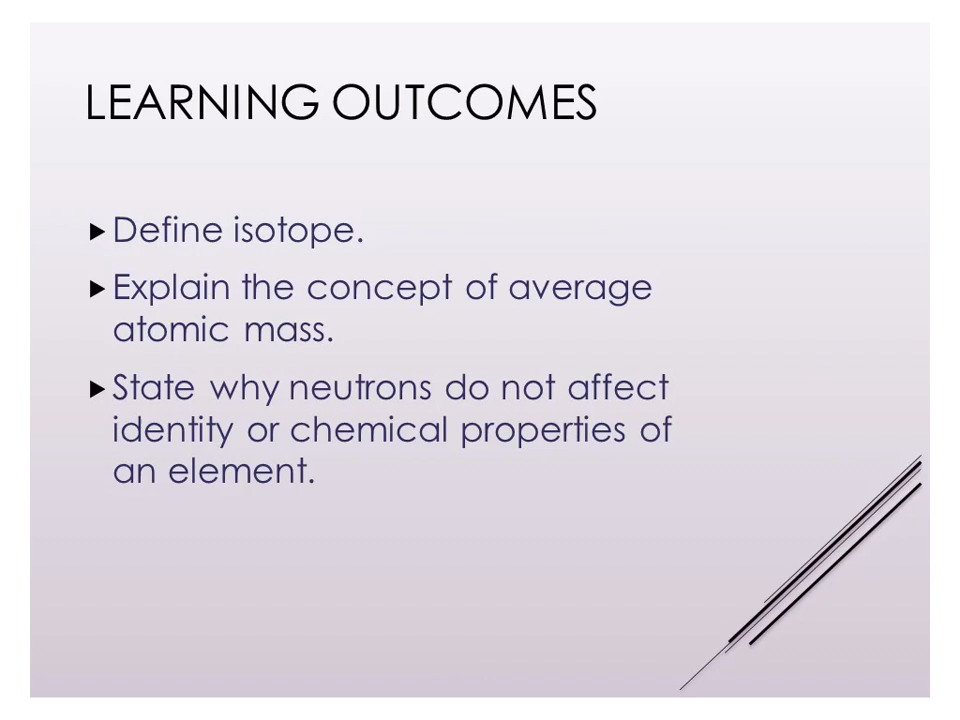 LEARNING OUTCOMES
Define isotope.
Explain the concept of average
atomic mass.
State why neutrons do not affect
identity or chemical properties of
an element.